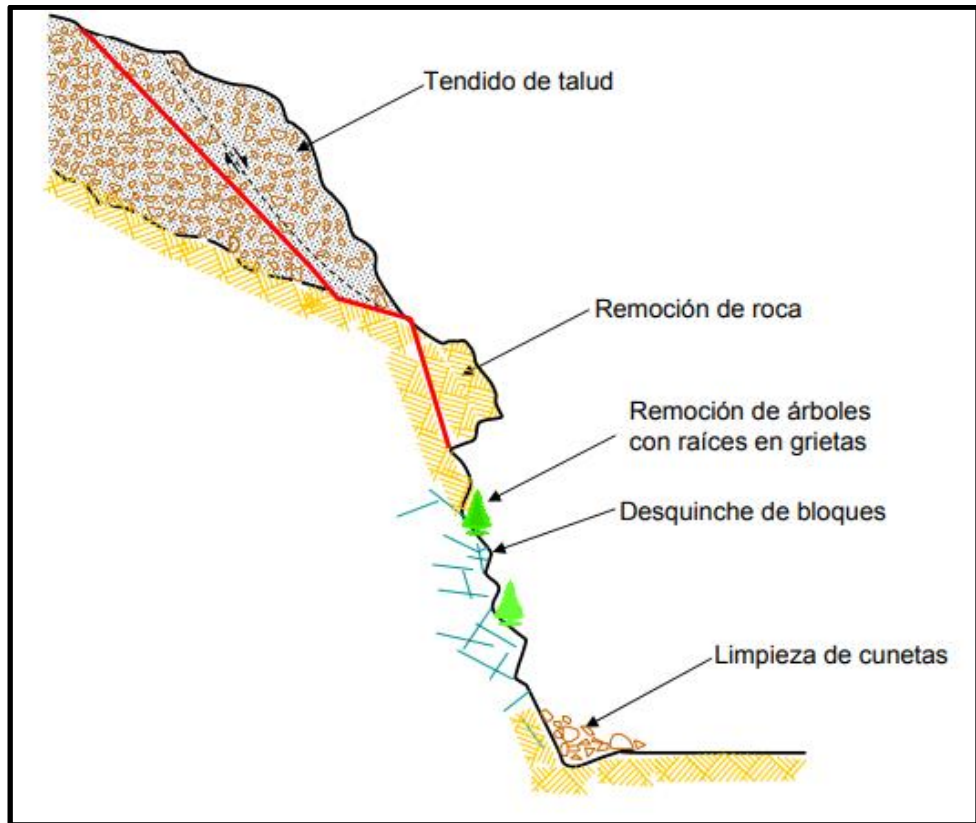 Tendido de talud
Remoción de roca
Remoción de árboles
con raíces en grietas
Desquinche de bloques
Limpieza de cunetas